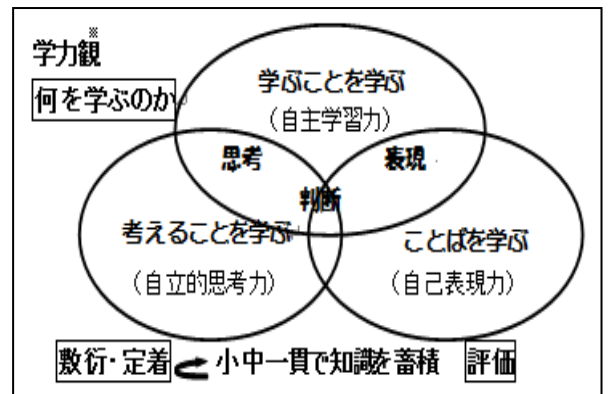 ※
学力観
何を学ぶのか
学ぶことを学ぶ
（自主学習力）
思考
表現
判断
考えることを学ぶ
ことばを学ぶ
（自立的思考力）
（自己表現力）
敷衍・定着
小中一貫で知識を蓄積
評価